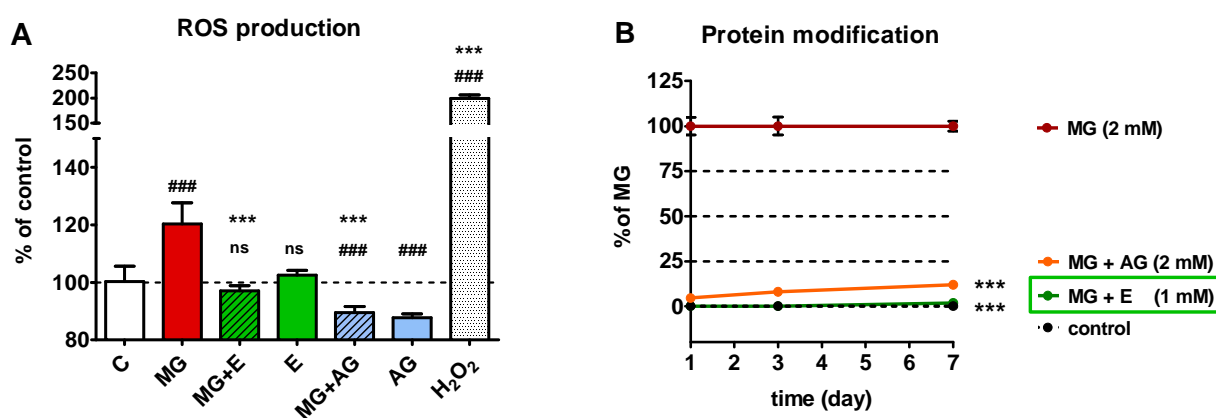 A
ROS production
% of control
250
200
150
140
120
100
80
###
***
ns
ns
***
###
###
***
###
C
MG
MG+E
E
MG+AG
AG
H₂O₂
B
Protein modification
% of MG
125
100
75
50
25
0
1 2 3 4 5 6 7
time (day)
MG (2 mM)
MG + AG (2 mM) ***
MG + E (1 mM) ***
control